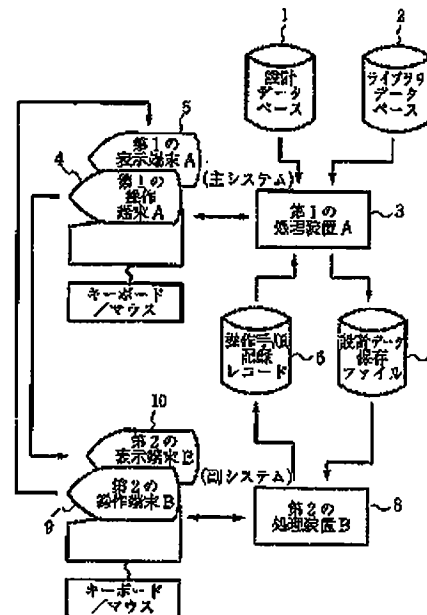 1
2
設計
データ
ベース
ライブラリ
データ
ベース
5
4
第1の
表示端末A
第1の
操作
端末A
(主システム)
第1の
処理装置A
3
キーボード
/マウス
操作手順
記録
レコード
6
設計データ
保存
ファイル
10
第2の
表示端末B
第2の
操作端末B
9
(副システム)
第2の
処理装置B
8
キーボード
/マウス